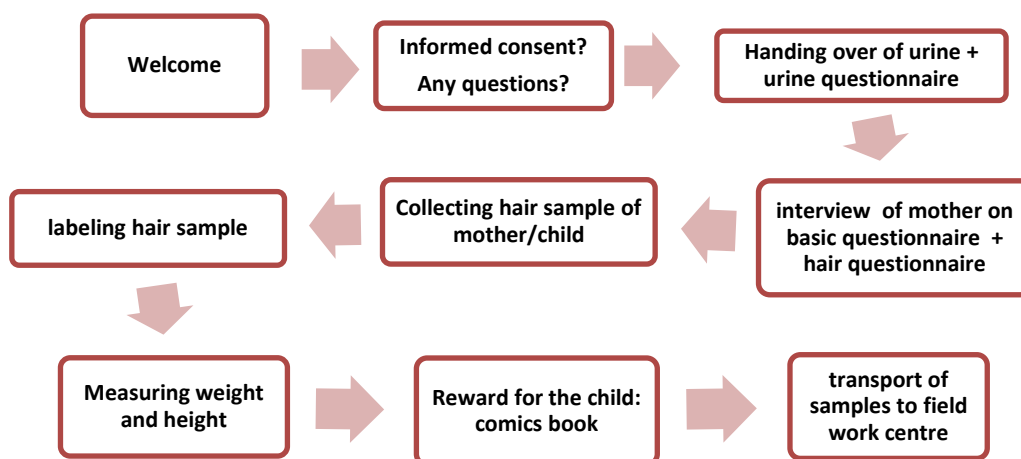 Welcome
Informed consent?
Any questions?
Handing over of urine +
urine questionnaire
interview of mother on
basic questionnaire +
hair questionnaire
Collecting hair sample of
mother/child
labeling hair sample
Measuring weight
and height
Reward for the child:
comics book
transport of
samples to field
work centre